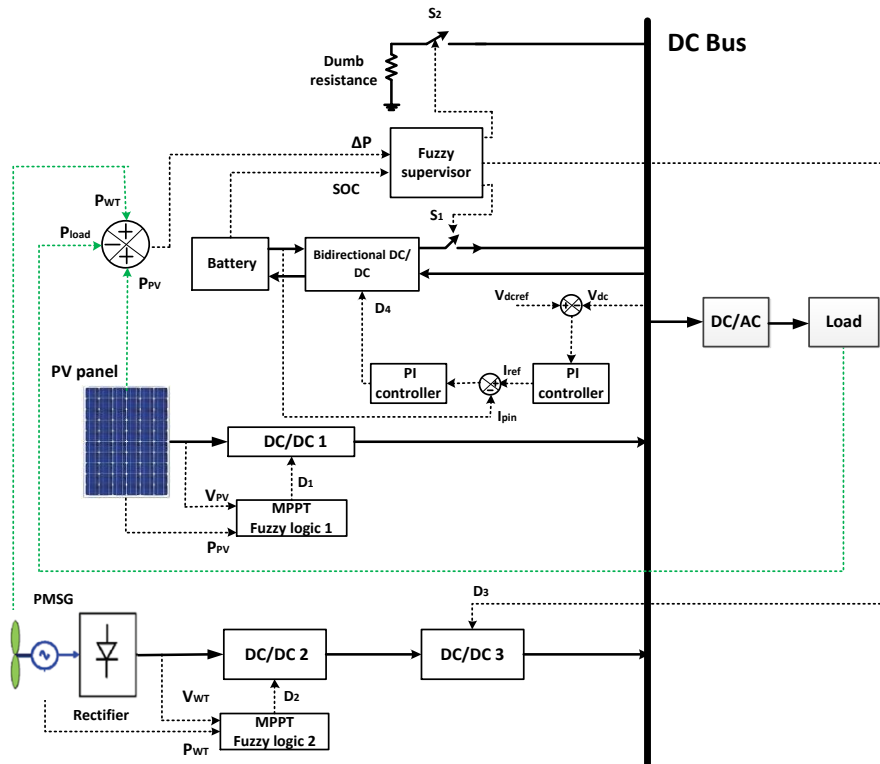 S2
DC Bus
Dumb
resistance
ΔP
Fuzzy
supervisor
SOC
PWT
Pload
S1
Battery
Bidirectional DC/
DC
PPV
Vdcref
Vdc
D4
DC/AC
Load
PI
controller
Iref
PI
controller
Ipin
PV panel
DC/DC 1
D1
VPV
MPPT
Fuzzy logic 1
PPV
PMSG
D3
DC/DC 2
DC/DC 3
VWT
D2
Rectifier
MPPT
Fuzzy logic 2
PWT